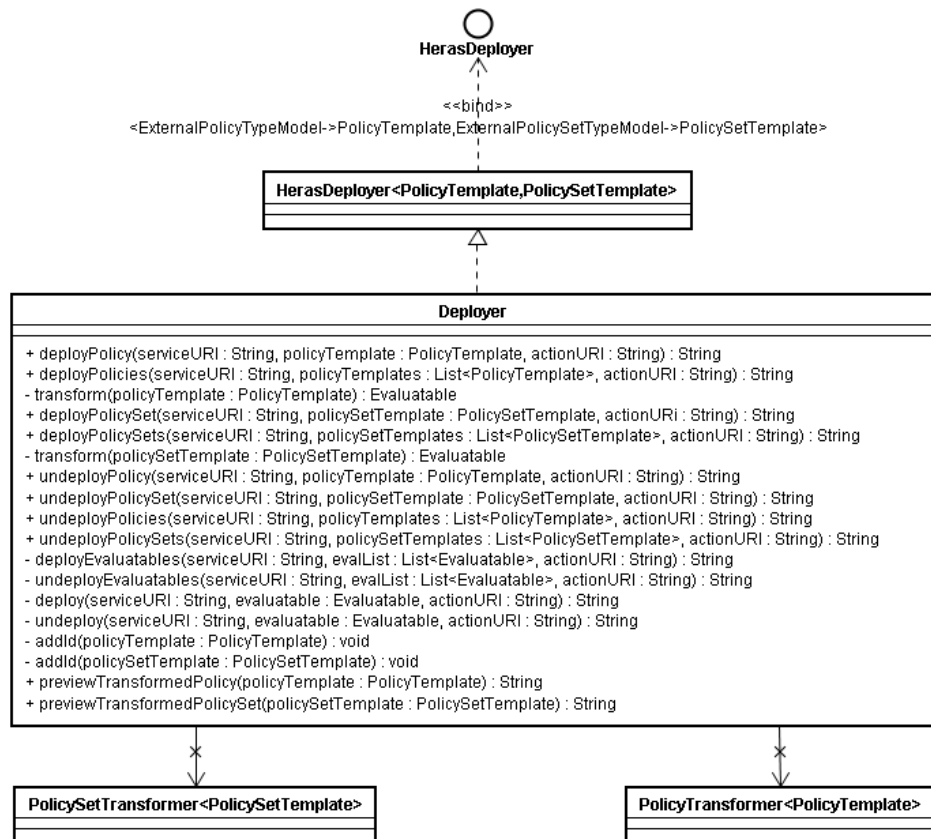 HerasDeployer
<<bind>>
<ExternalPolicyTypeModel->PolicyTemplate,ExternalPolicySetTypeModel->PolicySetTemplate>
HerasDeployer<PolicyTemplate,PolicySetTemplate>
Deployer
+ deployPolicy(serviceURI : String, policyTemplate : PolicyTemplate, actionURI : String) : String
+ deployPolicies(serviceURI : String, policyTemplates : List<PolicyTemplate>, actionURI : String) : String
- transform(policyTemplate : PolicyTemplate) : Evaluatable
+ deployPolicySet(serviceURI : String, policySetTemplate : PolicySetTemplate, actionURi : String) : String
+ deployPolicySets(serviceURI : String, policySetTemplates : List<PolicySetTemplate>, actionURI : String) : String
- transform(policySetTemplate : PolicySetTemplate) : Evaluatable
+ undeployPolicy(serviceURI : String, policyTemplate : PolicyTemplate, actionURI : String) : String
+ undeployPolicySet(serviceURI : String, policySetTemplate : PolicySetTemplate, actionURI : String) : String
+ undeployPolicies(serviceURI : String, policyTemplates : List<PolicyTemplate>, actionURI : String) : String
+ undeployPolicySets(serviceURI : String, policySetTemplates : List<PolicySetTemplate>, actionURI : String) : String
- deployEvaluatables(serviceURI : String, evalList : List<Evaluatable>, actionURI : String) : String
- undeployEvaluatables(serviceURI : String, evalList : List<Evaluatable>, actionURI : String) : String
- deploy(serviceURI : String, evaluatable : Evaluatable, actionURI : String) : String
- undeploy(serviceURI : String, evaluatable : Evaluatable, actionURI : String) : String
- addId(policyTemplate : PolicyTemplate) : void
- addId(policySetTemplate : PolicySetTemplate) : void
+ previewTransformedPolicy(policyTemplate : PolicyTemplate) : String
+ previewTransformedPolicySet(policySetTemplate : PolicySetTemplate) : String
PolicySetTransformer<PolicySetTemplate>
PolicyTransformer<PolicyTemplate>